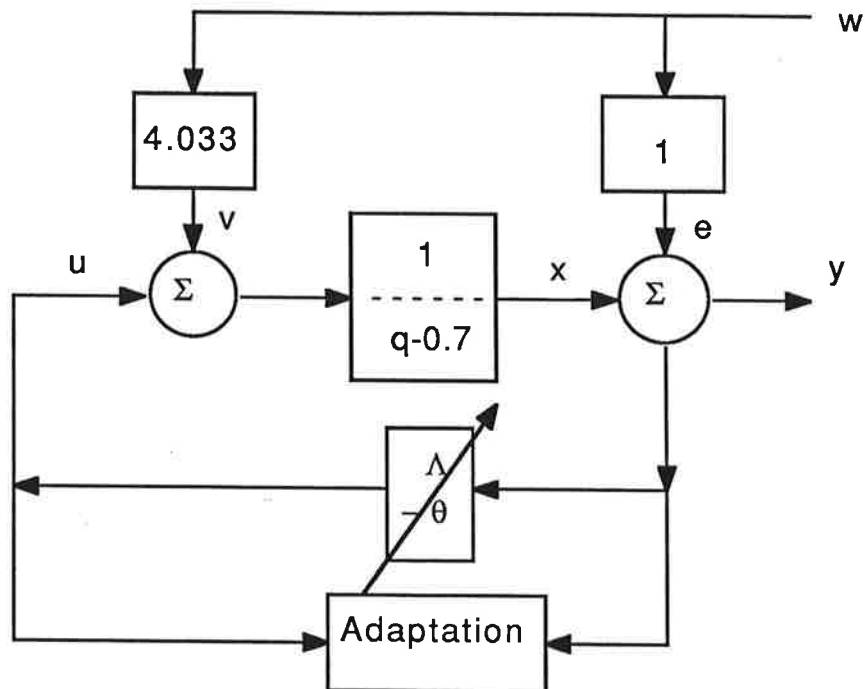 w
4.033
1
v
e
u
Σ
1
x
Σ
y
q-0.7
Λ
- θ
Adaptation